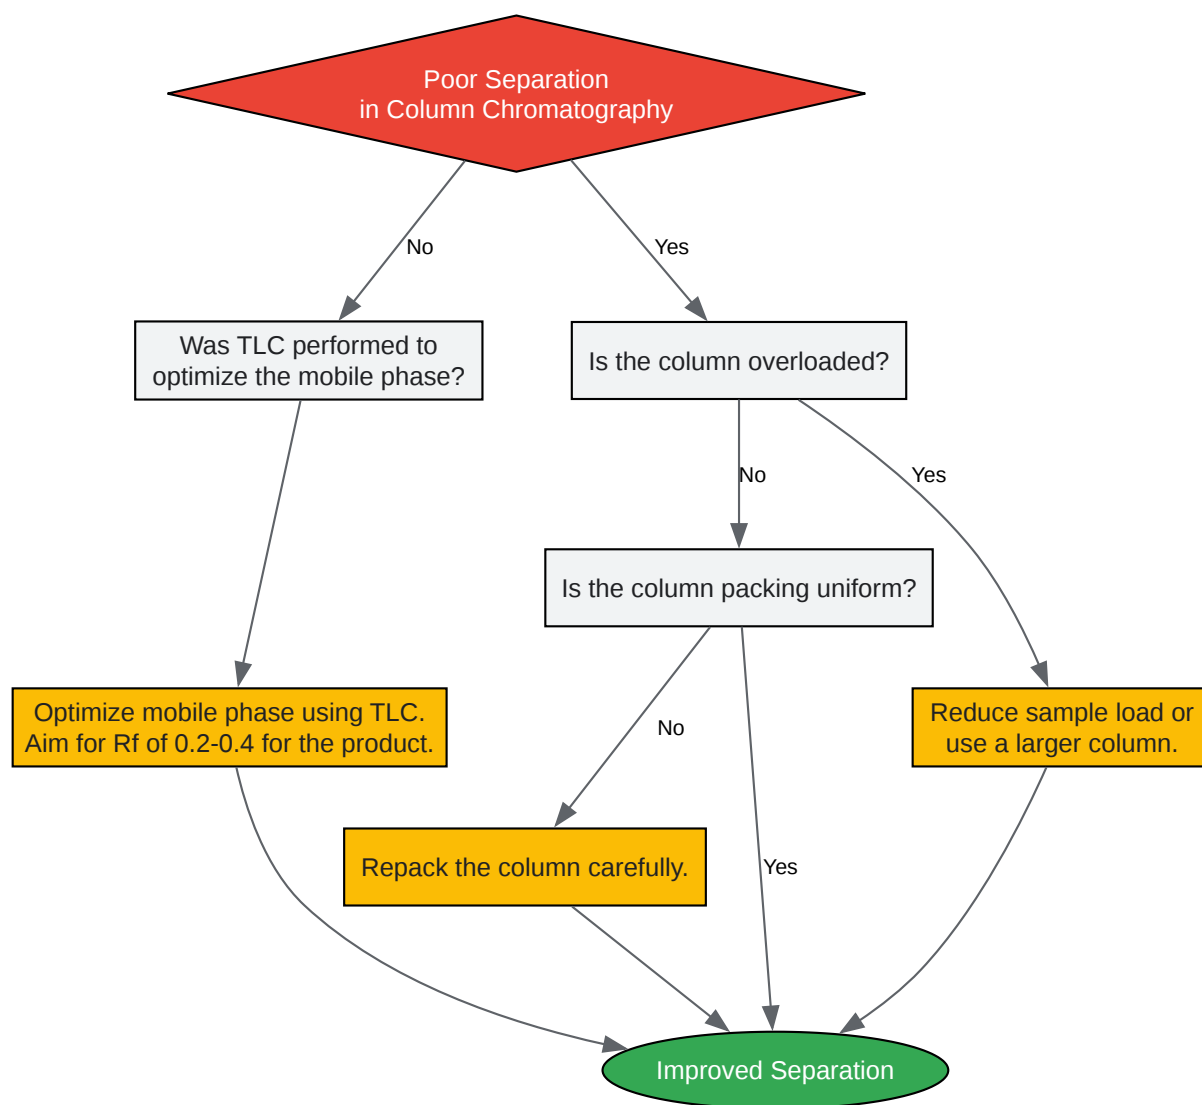 Poor Separation
in Column Chromatography
No
Yes
Was TLC performed to
optimize the mobile phase?
Is the column overloaded?
No
Yes
Is the column packing uniform?
Optimize mobile phase using TLC.
Aim for Rf of 0.2-0.4 for the product.
No
Reduce sample load or
use a larger column.
Repack the column carefully.
Yes
Improved Separation